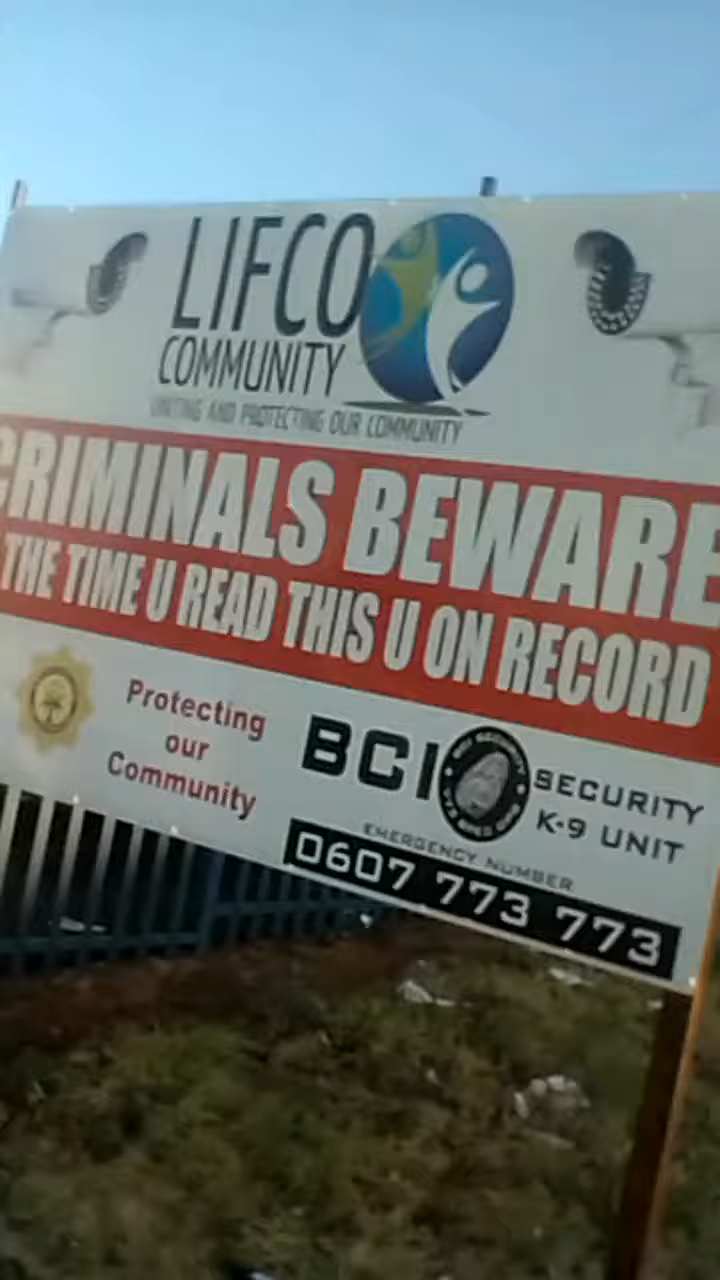 LIFCO
COMMUNITY
UNITING AND PROTECTING OUR COMMUNITY
CRIMINALS BEWARE
THE TIME U READ THIS U ON RECORD
Protecting
our
Community
BCI SECURITY
K-9 UNIT
EMERGENCY NUMBER
0607 773 773